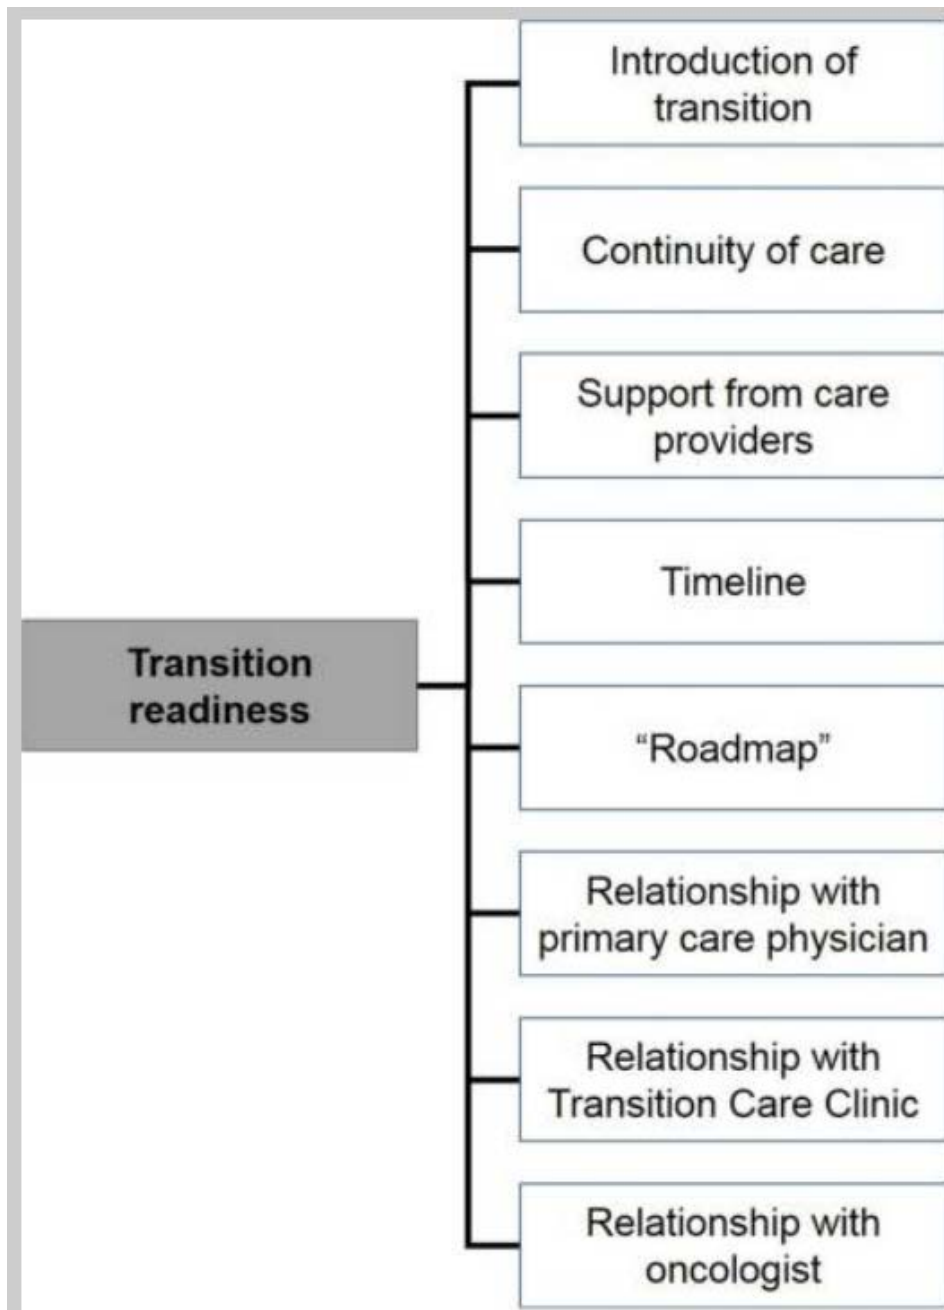 Introduction of
transition
Continuity of care
Support from care
providers
Timeline
Transition
readiness
“Roadmap”
Relationship with
primary care physician
Relationship with
Transition Care Clinic
Relationship with
oncologist